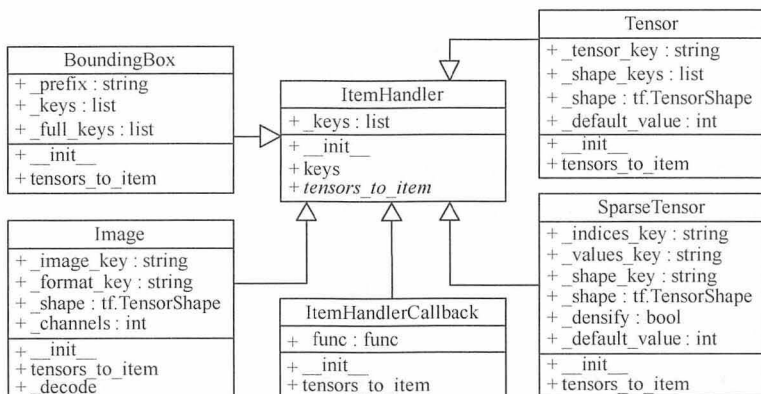 BoundingBox
+ _prefix : string
+ _keys : list
+ _full_keys : list
+ __init__
+ tensors_to_item
ItemHandler
+ _keys : list
+ __init__
+ keys
+ tensors_to_item
Tensor
+ _tensor_key : string
+ _shape_keys : list
+ _shape : tf.TensorShape
+ _default_value : int
+ __init__
+ tensors_to_item
Image
+ _image_key : string
+ _format_key : string
+ _shape : tf.TensorShape
+ _channels : int
+ __init__
+ tensors_to_item
+ _decode
ItemHandlerCallback
+ _func : func
+ __init__
+ tensors_to_item
SparseTensor
+ _indices_key : string
+ _values_key : string
+ _shape_key : string
+ _shape : tf.TensorShape
+ _densify : bool
+ _default_value : int
+ __init__
+ tensors_to_item